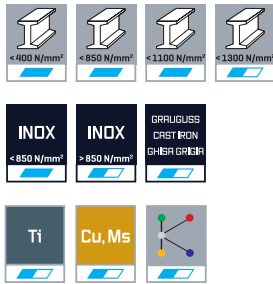 <400 N/mm² <850 N/mm² <1100 N/mm² <1300 N/mm²
INOX INOX GRAUGUSS
CAST IRON
GHISA GRIGIA
<850 N/mm² >850 N/mm²
Ti Cu, Ms